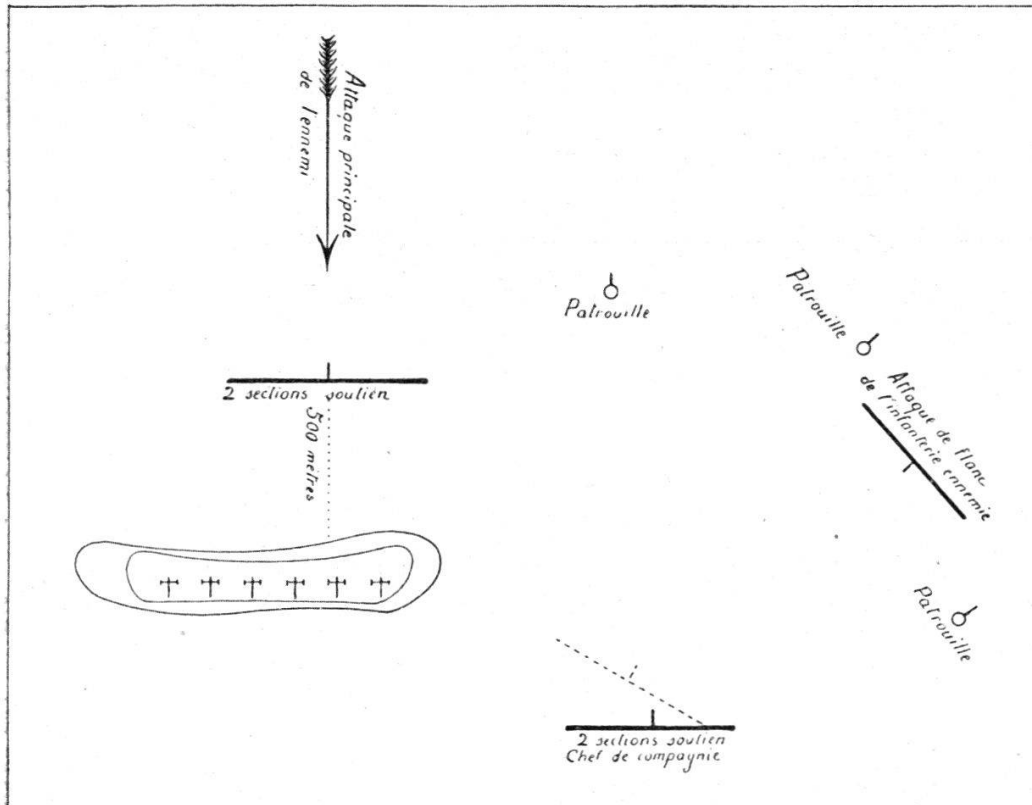 Attaque principale
de l'ennemi
Patrouille
Patrouille
Attaque de flanc
de l'infanterie ennemie
2 sections soutien
500 mètres
Patrouille
2 sections soutien
Chef de compagnie